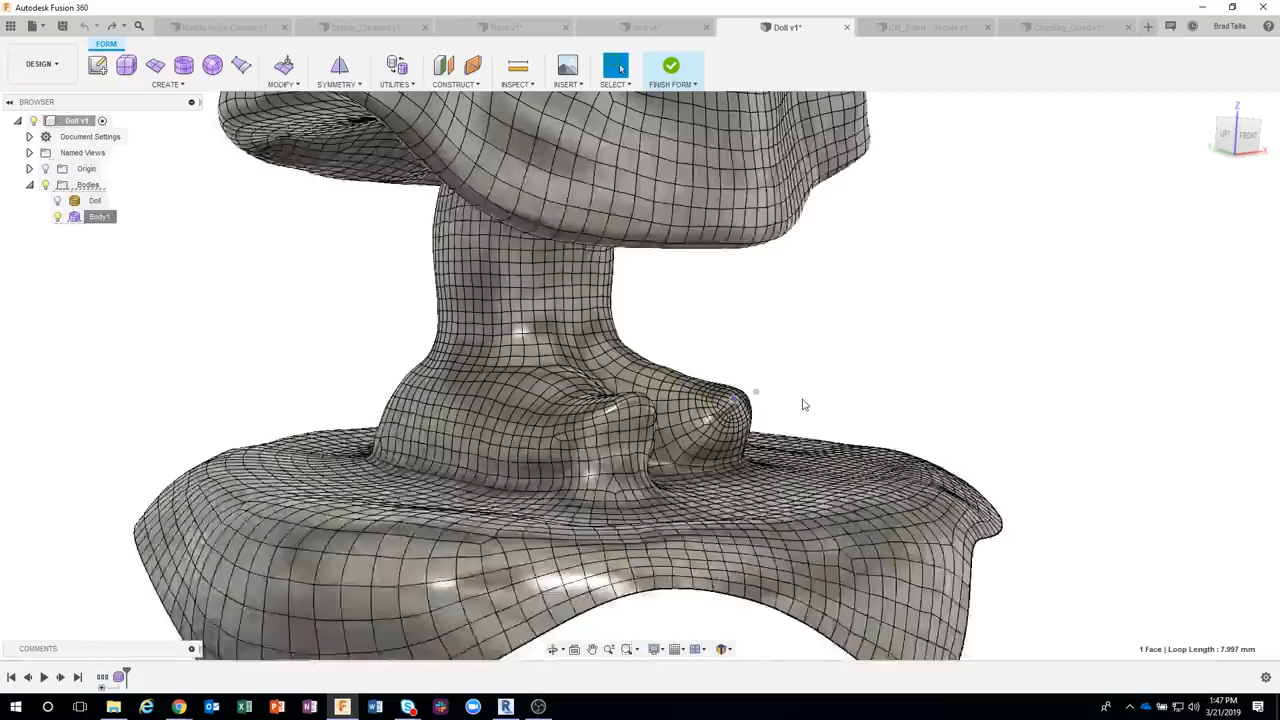 Autodesk Fusion 360
Doll v1*
Brad Tallis
FORM
DESIGN
CREATE
MODIFY
SYMMETRY
UTILITIES
CONSTRUCT
INSPECT
INSERT
SELECT
FINISH FORM
BROWSER
Doll v1
Document Settings
Named Views
Origin
Bodies
Doll
Body1
Z
LEFT
FRONT
X
COMMENTS
1 Face | Loop Length : 7.997 mm
1:47 PM
3/21/2019